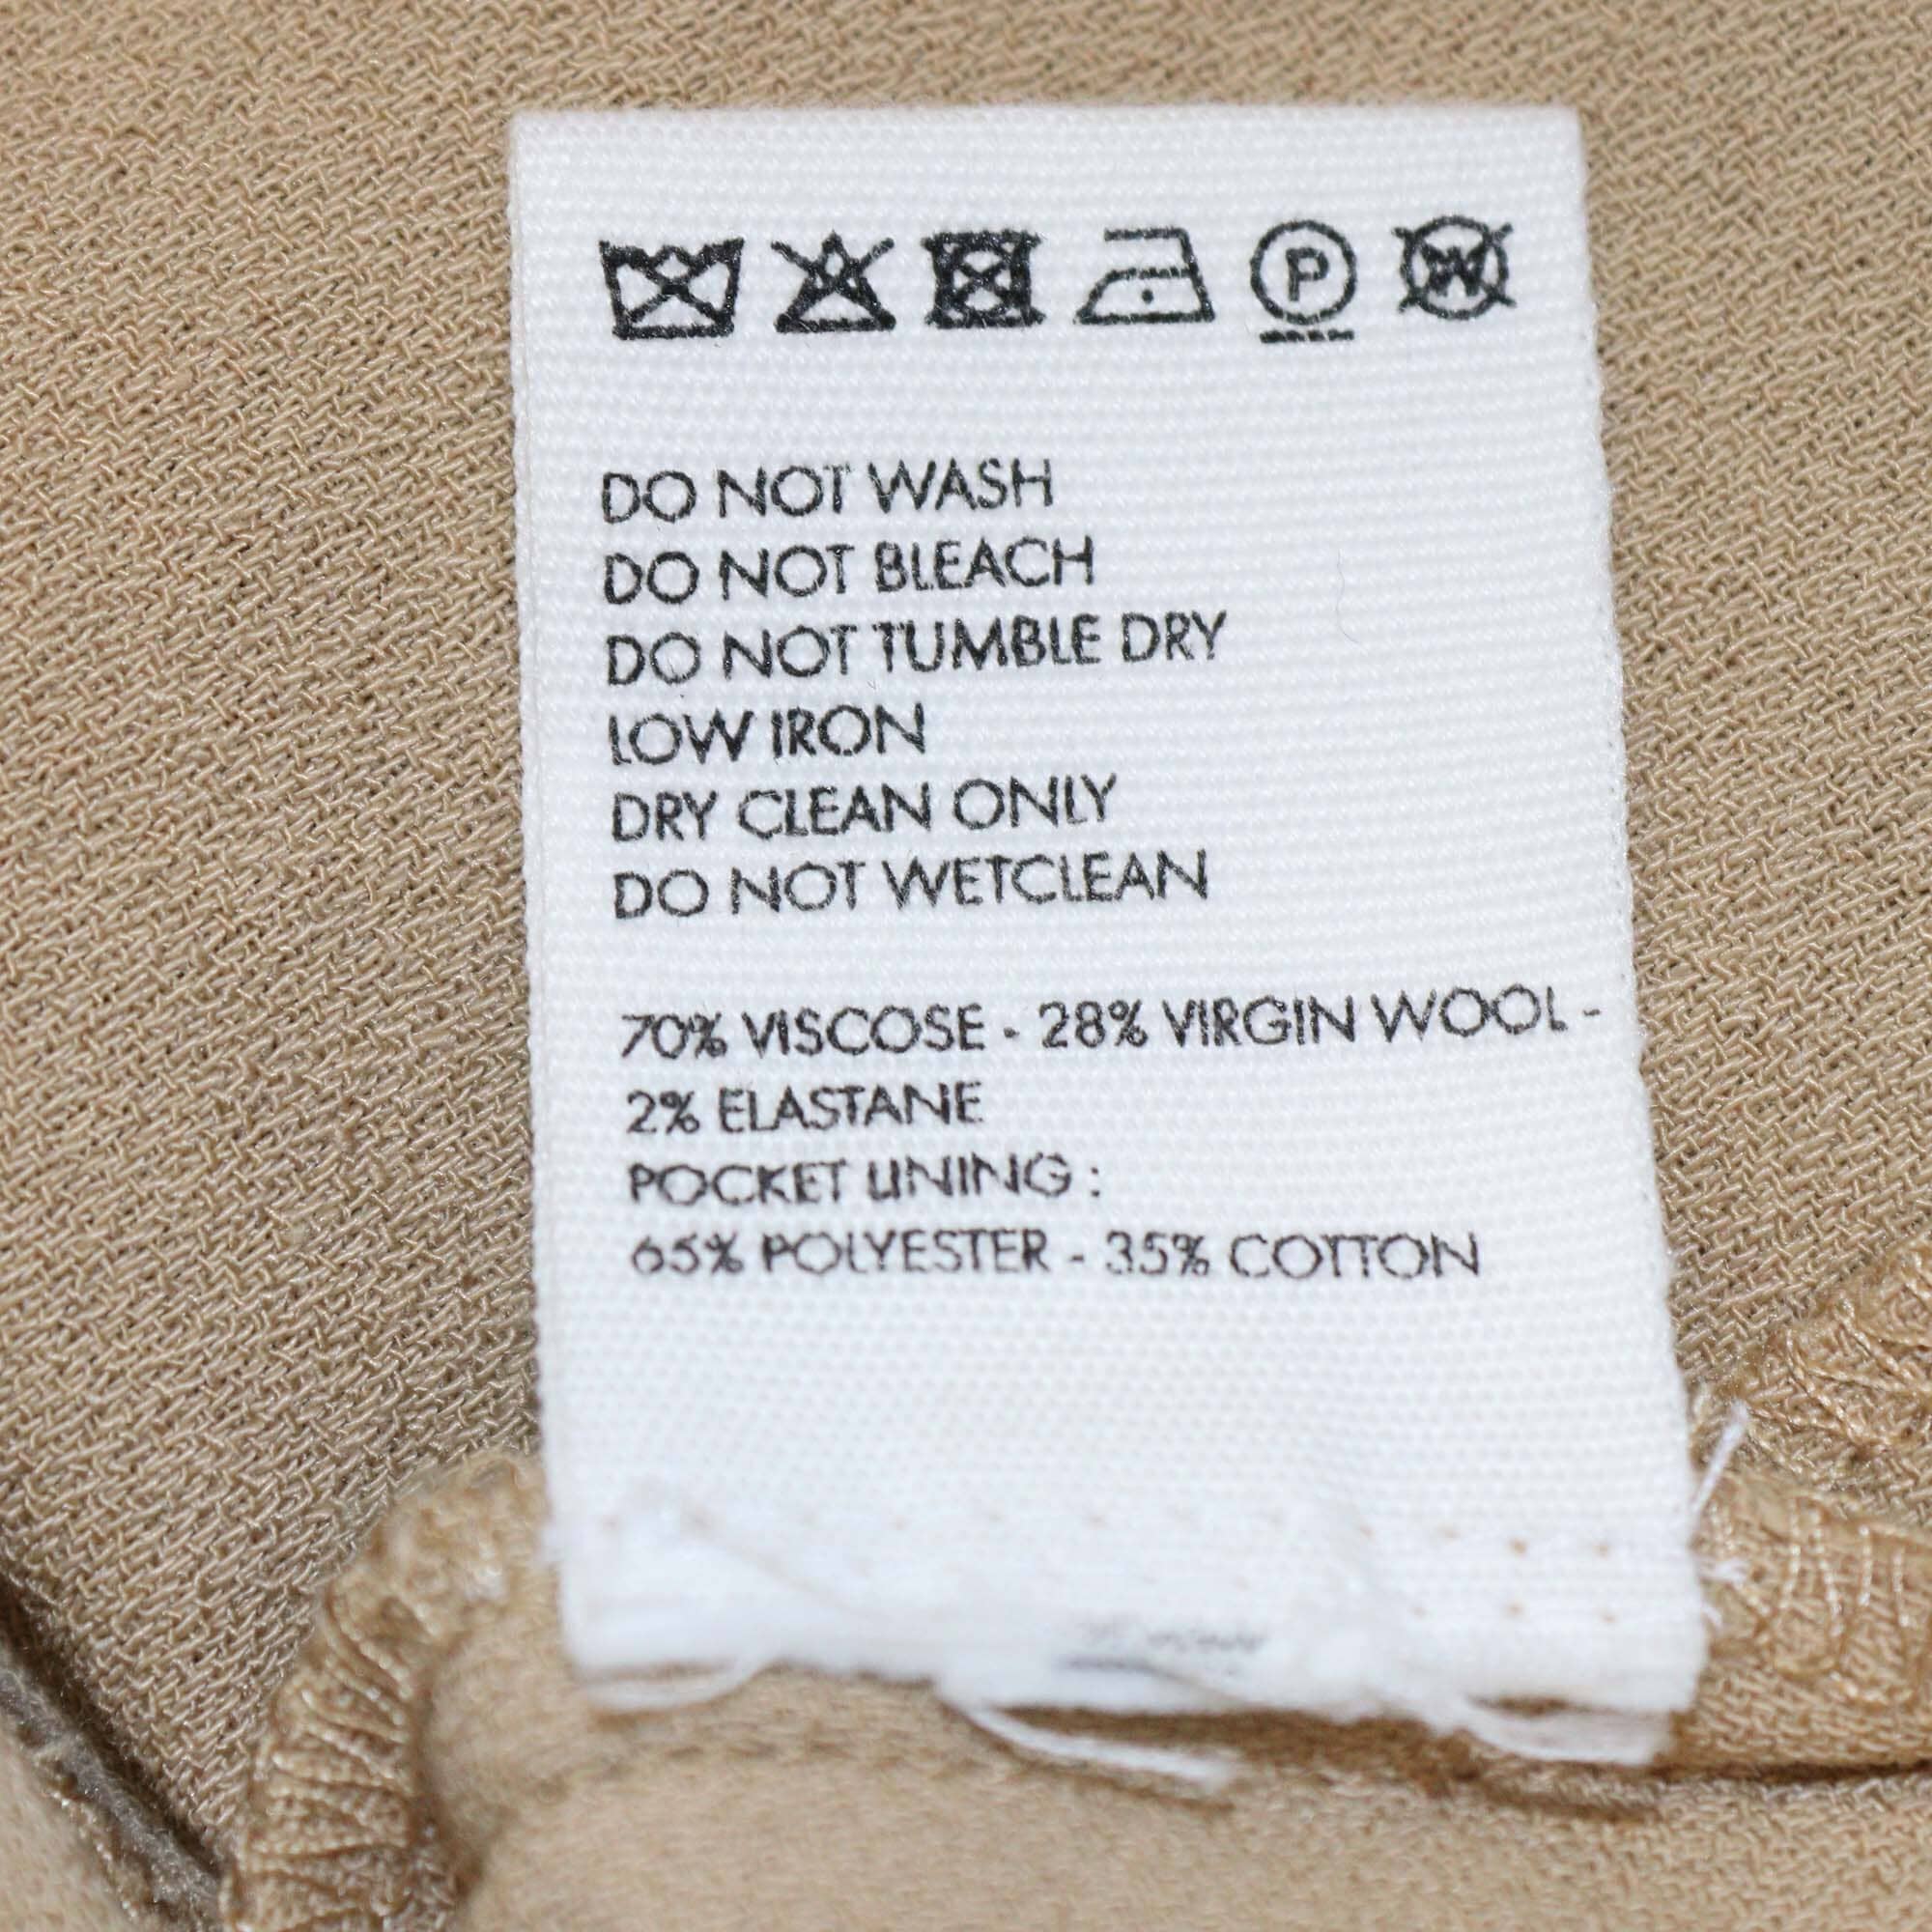 P W
DO NOT WASH
DO NOT BLEACH
DO NOT TUMBLE DRY
LOW IRON
DRY CLEAN ONLY
DO NOT WETCLEAN
70% VISCOSE - 28% VIRGIN WOOL -
2% ELASTANE
POCKET LINING :
65% POLYESTER - 35% COTTON